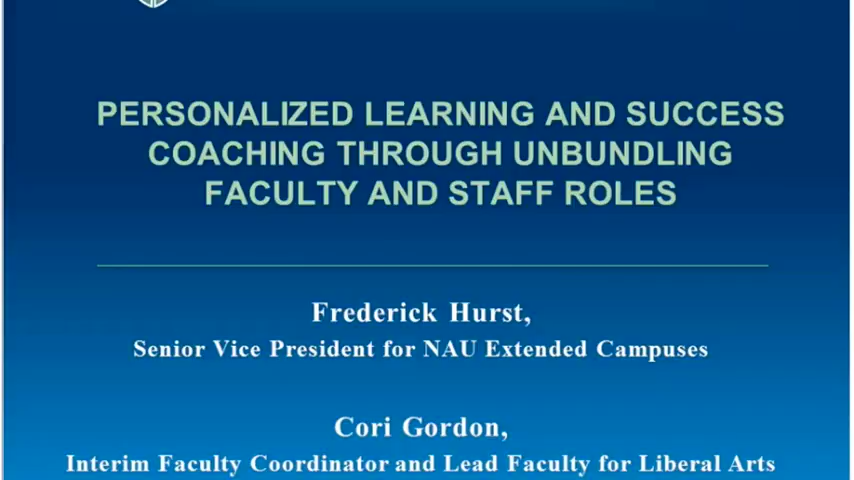 PERSONALIZED LEARNING AND SUCCESS
COACHING THROUGH UNBUNDLING
FACULTY AND STAFF ROLES
Frederick Hurst,
Senior Vice President for NAU Extended Campuses
Cori Gordon,
Interim Faculty Coordinator and Lead Faculty for Liberal Arts